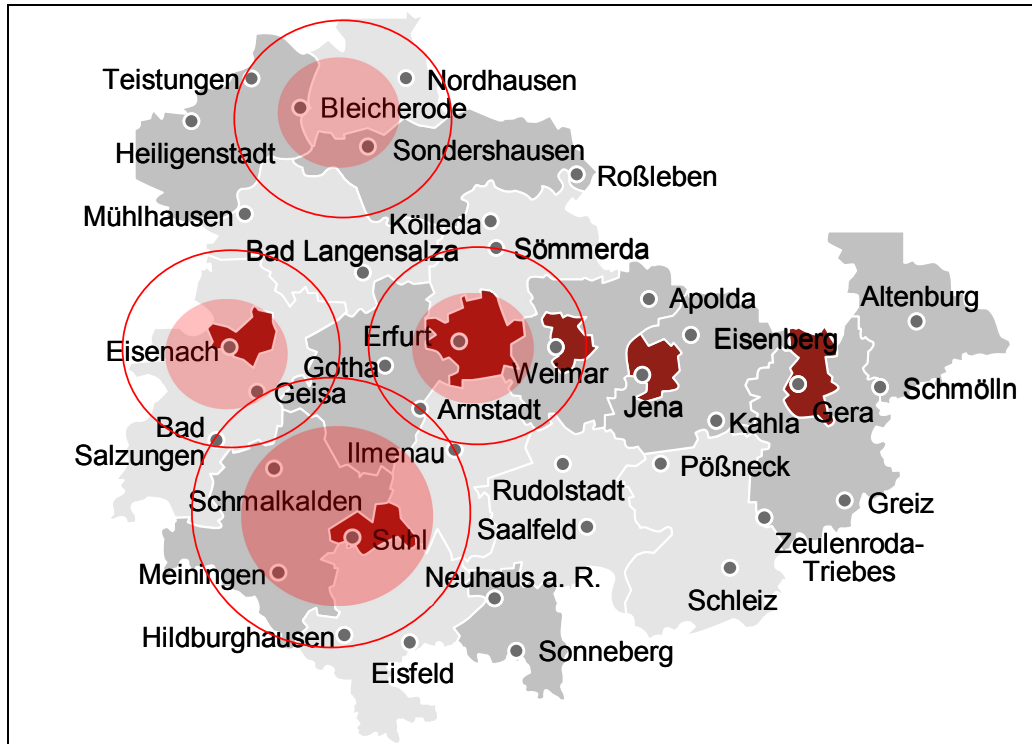 Teistungen
Nordhausen
Bleicherode
Heiligenstadt
Sondershausen
Roßleben
Mühlhausen
Kölleda
Bad Langensalza
Sömmerda
Apolda
Altenburg
Eisenach
Erfurt
Eisenberg
Gotha
Weimar
Geisa
Arnstadt
Jena
Kahla
Gera
Schmölln
Bad
Salzungen
Ilmenau
Pößneck
Rudolstadt
Schmalkalden
Greiz
Saalfeld
Suhl
Zeulenroda-
Triebes
Meiningen
Neuhaus a. R.
Schleiz
Hildburghausen
Eisfeld
Sonneberg